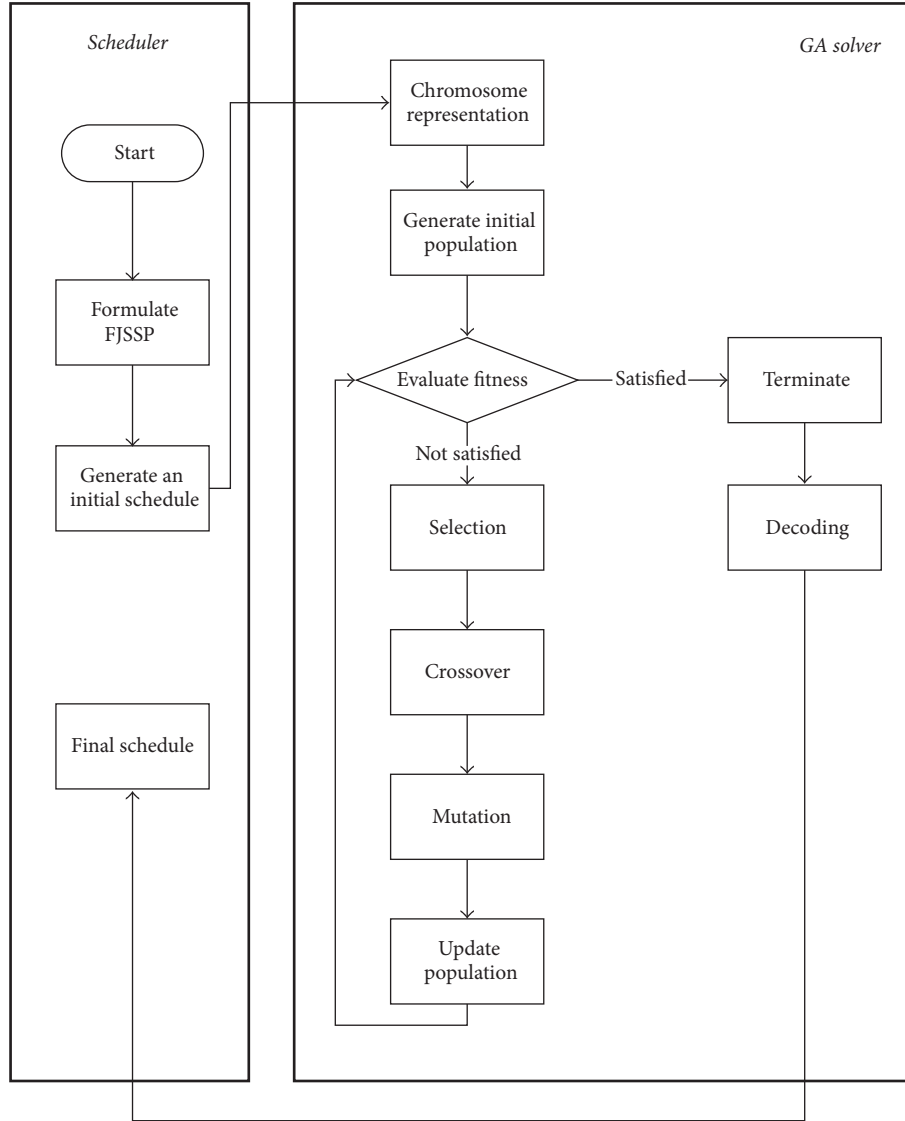 Scheduler
Start
Formulate
FJSSP
Generate an
initial schedule
Final schedule
GA solver
Chromosome
representation
Generate initial
population
Evaluate fitness
Satisfied
Terminate
Not satisfied
Selection
Decoding
Crossover
Mutation
Update
population